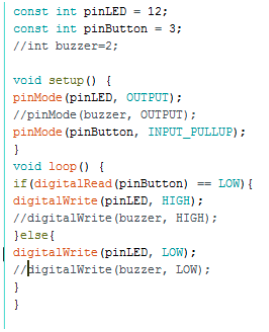 const int pinLED = 12;
const int pinButton = 3;
//int buzzer=2;

void setup() {
pinMode(pinLED, OUTPUT);
//pinMode(buzzer, OUTPUT);
pinMode(pinButton, INPUT_PULLUP);
}
void loop() {
if(digitalRead(pinButton) == LOW){
digitalWrite(pinLED, HIGH);
//digitalWrite(buzzer, HIGH);
}else{
digitalWrite(pinLED, LOW);
//digitalWrite(buzzer, LOW);
}
}